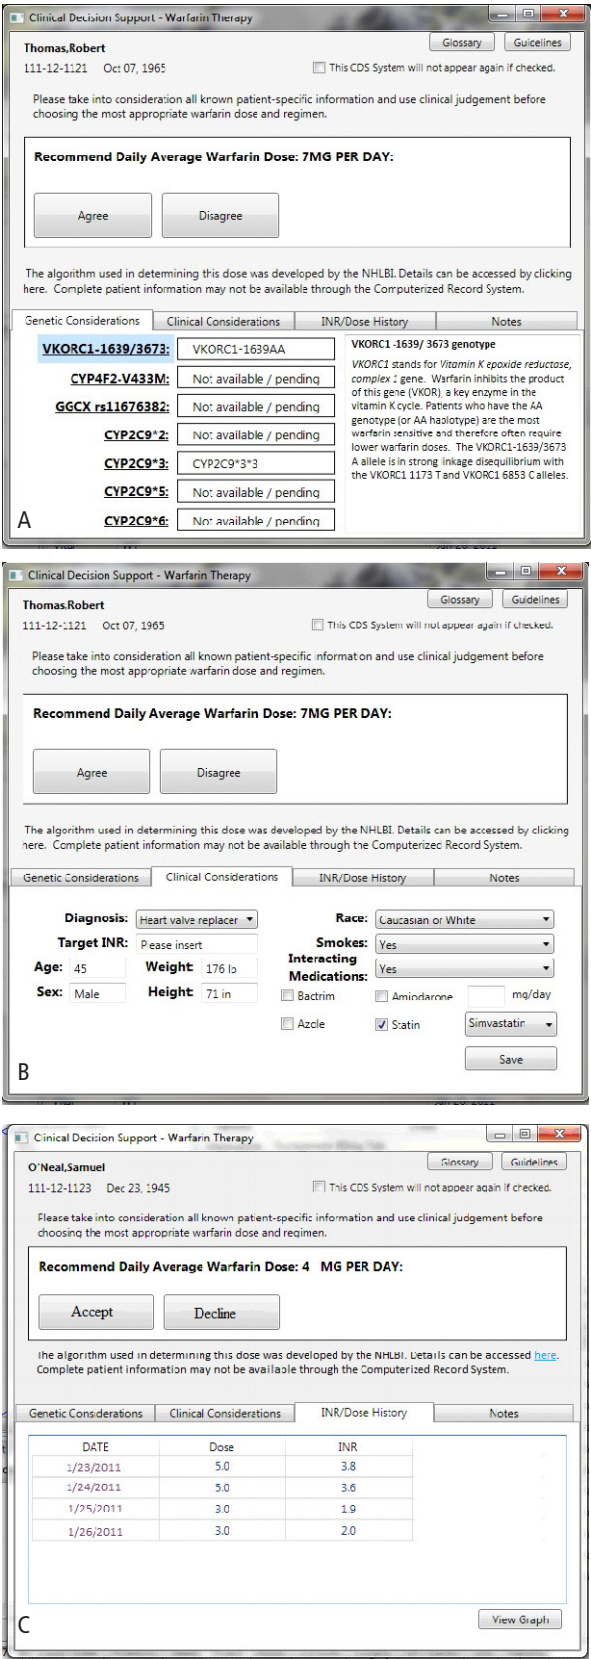 Clinical Decision Support - Warfarin Therapy
Thomas,Robert
Glossary
Guicelines
111-12-1121 Oct 07, 1965
This CDS System will not appear again if checked.
Please take into consideration all known patient-specific information and use clinical judgement before
choosing the most appropriate warfarin dose and regimen.
Recommend Daily Average Warfarin Dose: 7MG PER DAY:
Agree
Disagree
The algorithm used in determining this dose was developed by the NHLBI. Details can be accessed by clicking
here. Complete patient information may not be available through the Computerized Record System.
Genetic Considerations
Clinical Considerations
INR/Dose History
Notes
VKORC1-1639/3673: VKORC1-1639AA
CYP4F2-V433M: Not available / pending
GGCX rs11676382: Not available / pending
CYP2C9*2: Not available / pending
CYP2C9*3: CYP2C9*3*3
CYP2C9*5: Not available / pending
CYP2C9*6: Not available / pending
VKORC1 -1639/ 3673 genotype
VKORC1 stands for Vitamin K epoxide reductase,
complex 1 gene. Warfarin inhibits the product
of this gene (VKOR), a key enzyme in the
vitamin K cycle. Patients who have the AA
genotype (or AA haplotype) are the most
warfarin sensitive and therefore often require
lower warfarin doses. The VKORC1-1639/3673
A allele is in strong linkage disequilibrium with
the VKORC1 1173 T and VKORC1 6853 C alleles.
A
Clinical Decision Support - Warfarin Therapy
Thomas,Robert
Glossary
Guidelines
111-12-1121 Oct 07, 1965
This CDS System will not appear again if checked.
Please take into consideration all known patient-specific information and use clinical judgement before
choosing the most appropriate warfarin dose and regimen.
Recommend Daily Average Warfarin Dose: 7MG PER DAY:
Agree
Disagree
The algorithm used in determining this dose was developed by the NHLBI. Details can be accessed by clicking
here. Complete patient information may not be available through the Computerized Record System.
Genetic Considerations
Clinical Considerations
INR/Dose History
Notes
Diagnosis: Heart valve replacer
Race: Caucasian or White
Target INR: Please insert
Smokes: Yes
Age: 45
Weight: 176 lb
Interacting
Medications: Yes
Sex: Male
Height: 71 in
Bactrim
Amiodarone
mg/day
Azole
Statin
Simvastatin
Save
B
Clinical Decision Support - Warfarin Therapy
O'Neal,Samuel
Glossary
Guidelines
111-12-1123 Dec 23, 1945
This CDS System will not appear again if checked.
Please take into consideration all known patient-specific information and use clinical judgement before
choosing the most appropriate warfarin dose and regimen.
Recommend Daily Average Warfarin Dose: 4 MG PER DAY:
Accept
Decline
The algorithm used in determining this dose was developed by the NHLBI. Details can be accessed here.
Complete patient information may not be available through the Computerized Record System.
Genetic Considerations
Clinical Considerations
INR/Dose History
Notes
DATE Dose INR
1/23/2011 5.0 3.8
1/24/2011 5.0 3.6
1/25/2011 3.0 1.9
1/26/2011 3.0 2.0
View Graph
C